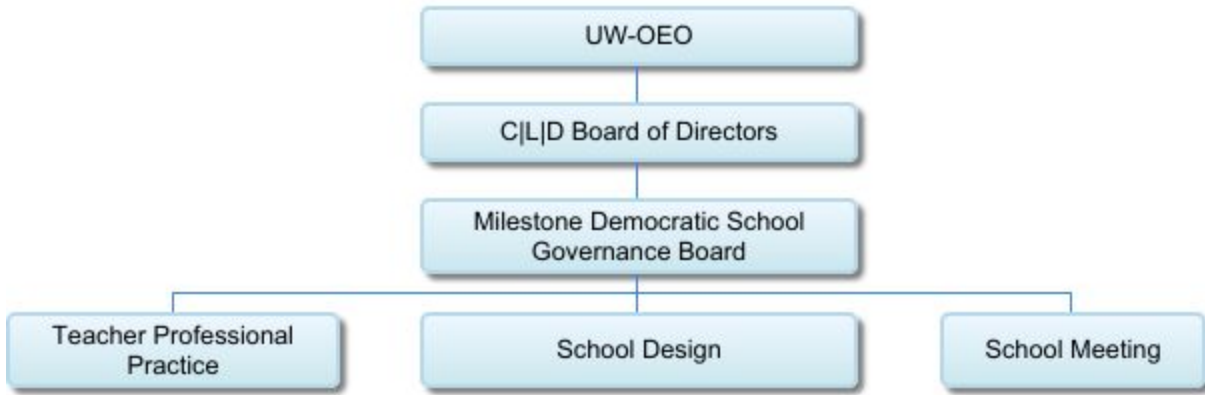 UW-OEO
C|L|D Board of Directors
Milestone Democratic School
Governance Board
Teacher Professional
Practice
School Design
School Meeting